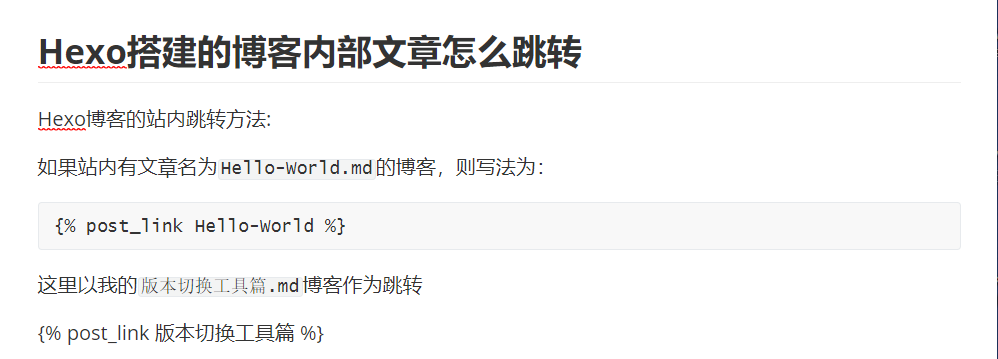 Hexo搭建的博客内部文章怎么跳转
Hexo博客的站内跳转方法:
如果站内有文章名为Hello-World.md的博客，则写法为：
{% post_link Hello-World %}
这里以我的版本切换工具篇.md博客作为跳转
{% post_link 版本切换工具篇 %}